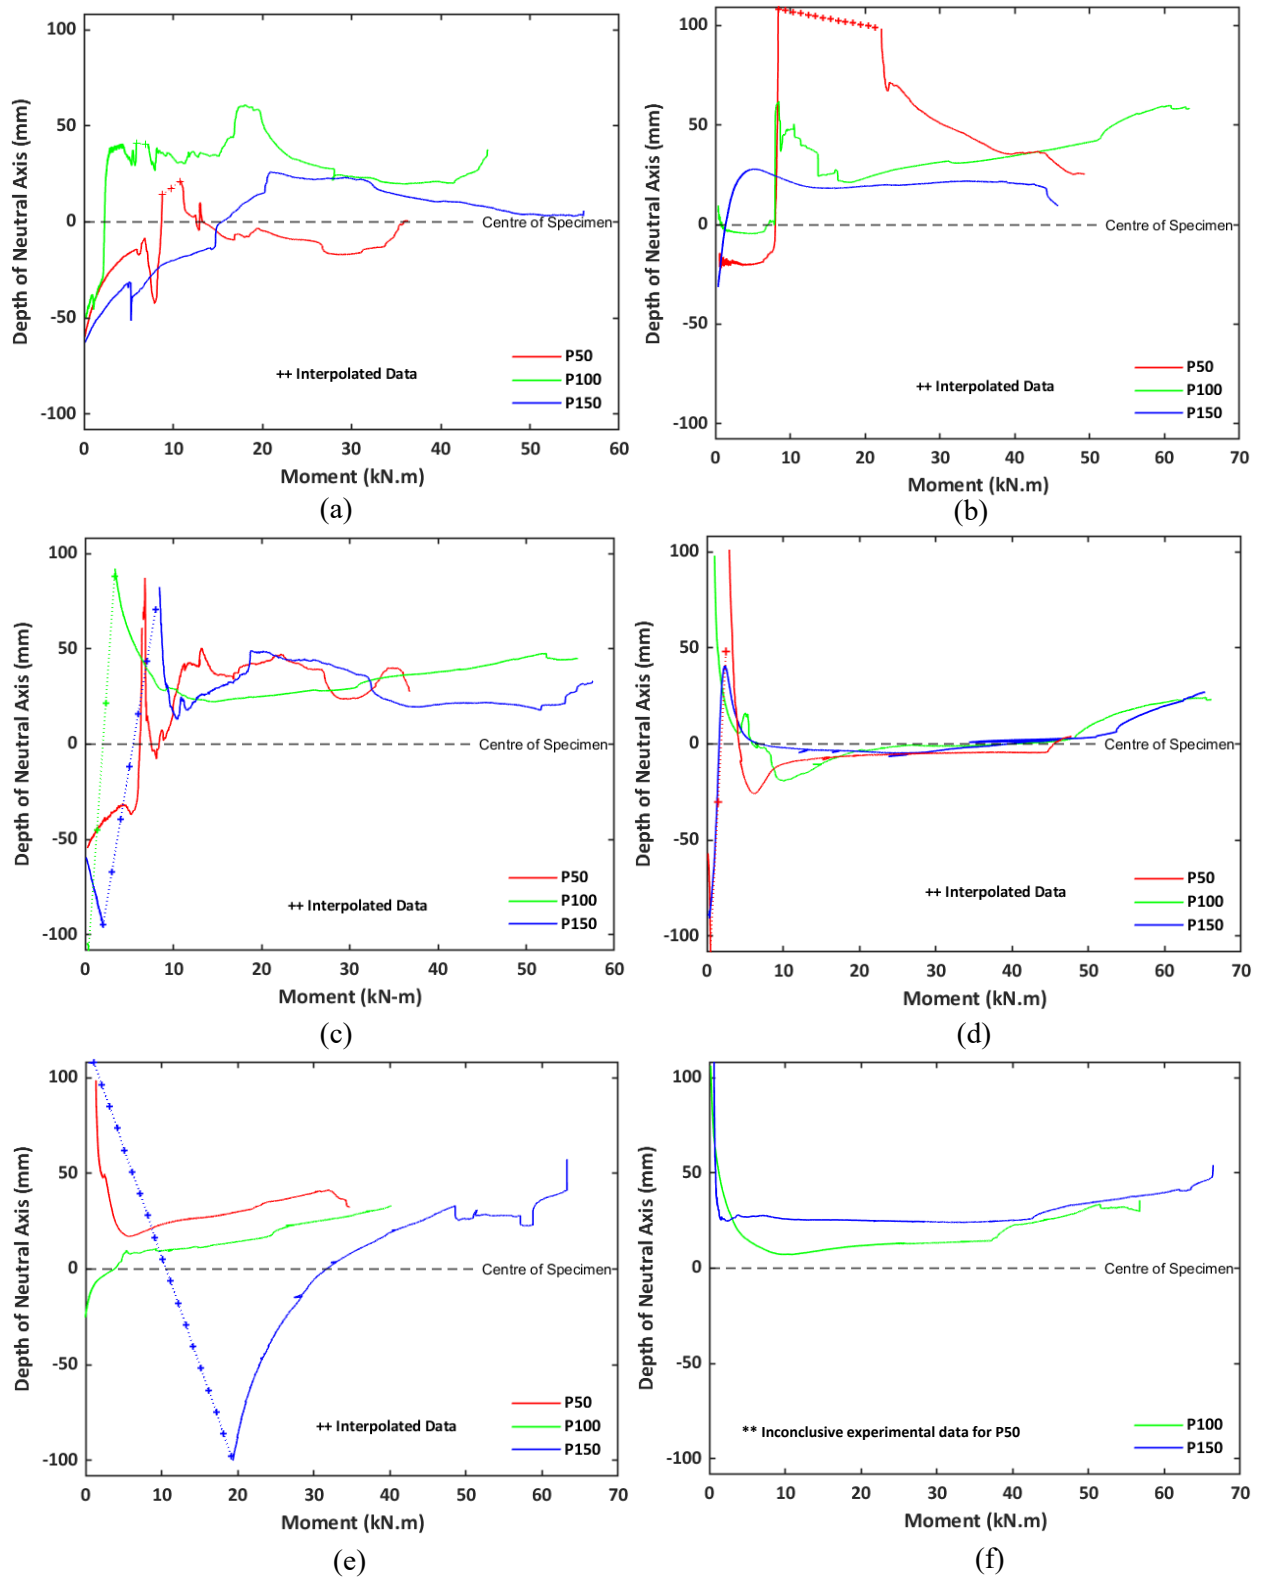 100
50
0
-50
-100
Depth of Neutral Axis (mm)
Centre of Specimen
++ Interpolated Data
P50
P100
P150
0 10 20 30 40 50 60
Moment (kN.m)
(a)
100
50
0
-50
-100
Depth of Neutral Axis (mm)
Centre of Specimen
++ Interpolated Data
P50
P100
P150
0 10 20 30 40 50 60 70
Moment (kN.m)
(b)
100
50
0
-50
-100
Depth of Neutral Axis (mm)
Centre of Specimen
++ Interpolated Data
P50
P100
P150
0 10 20 30 40 50 60
Moment (kN-m)
(c)
100
50
0
-50
-100
Depth of Neutral Axis (mm)
Centre of Specimen
++ Interpolated Data
P50
P100
P150
0 10 20 30 40 50 60 70
Moment (kN.m)
(d)
100
50
0
-50
-100
Depth of Neutral Axis (mm)
Centre of Specimen
++ Interpolated Data
P50
P100
P150
0 10 20 30 40 50 60 70
Moment (kN.m)
(e)
100
50
0
-50
-100
Depth of Neutral Axis (mm)
Centre of Specimen
** Inconclusive experimental data for P50
P100
P150
0 10 20 30 40 50 60 70
Moment (kN.m)
(f)